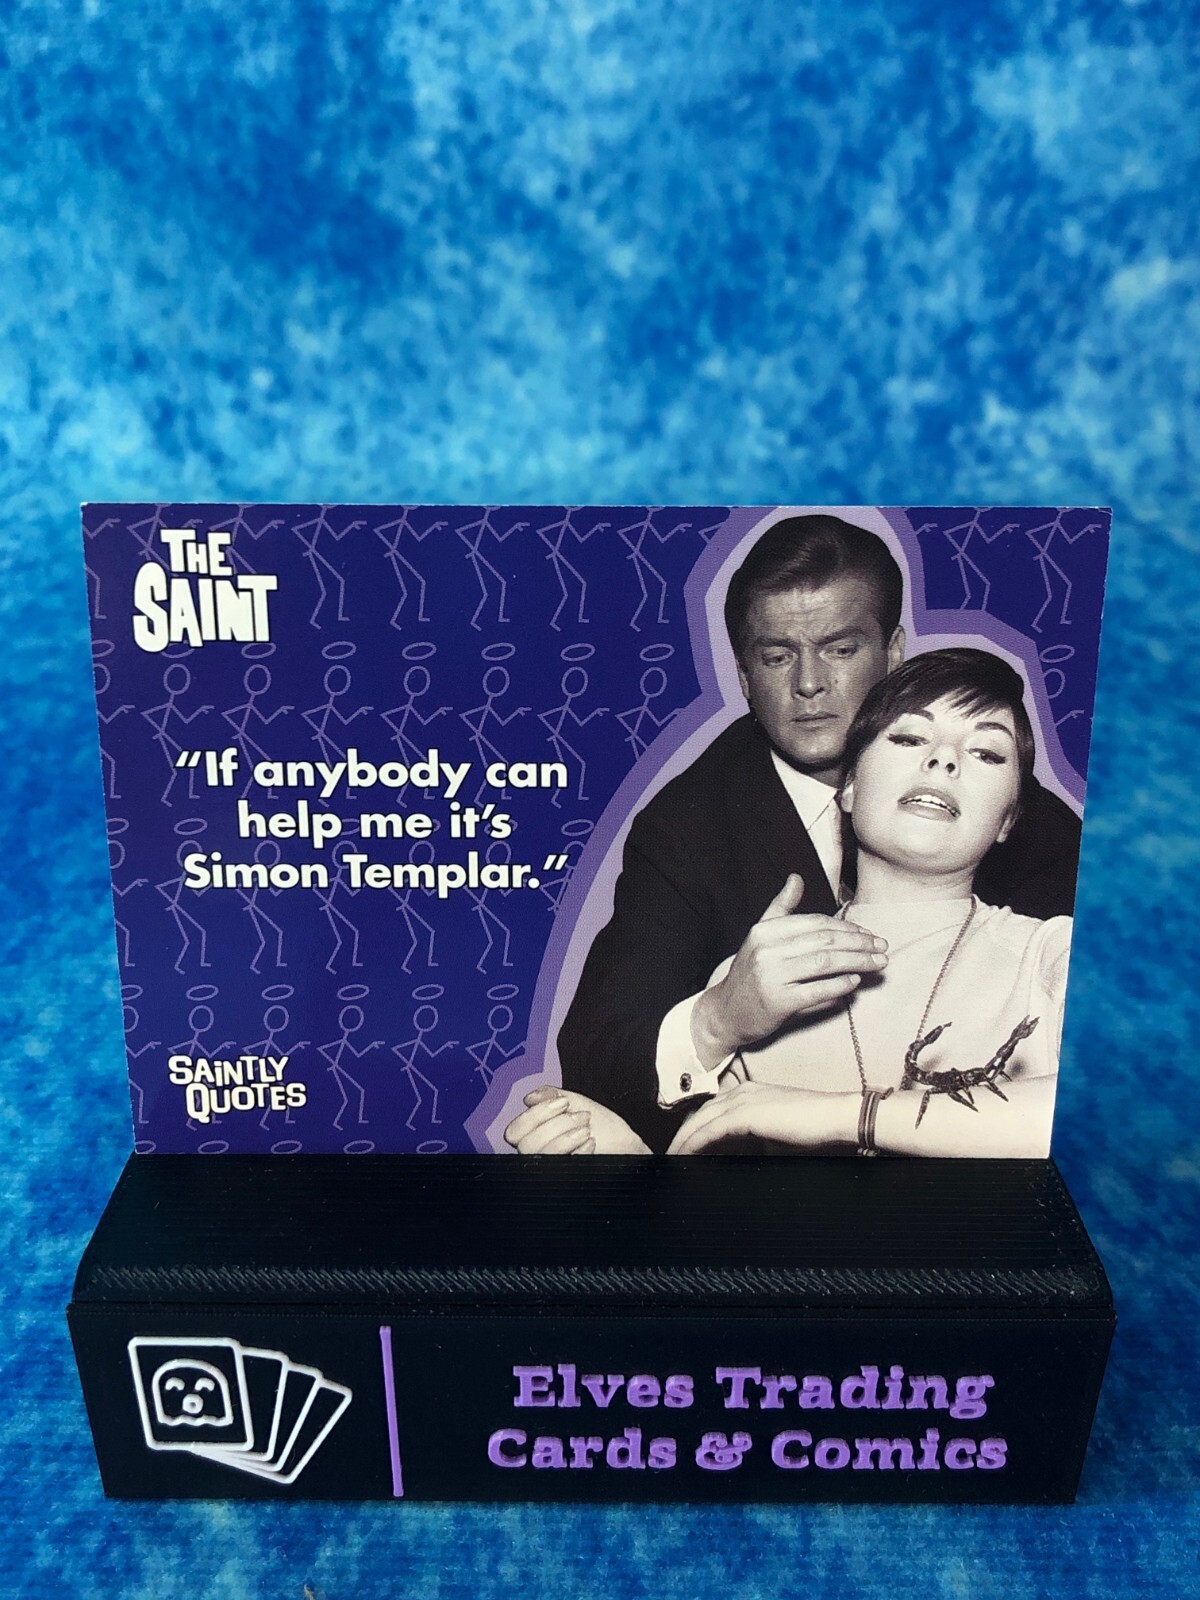 THE
SAINT
“If anybody can
help me it’s
Simon Templar.”
SAiNTLY
QUOTES
Elves Trading
Cards & Comics